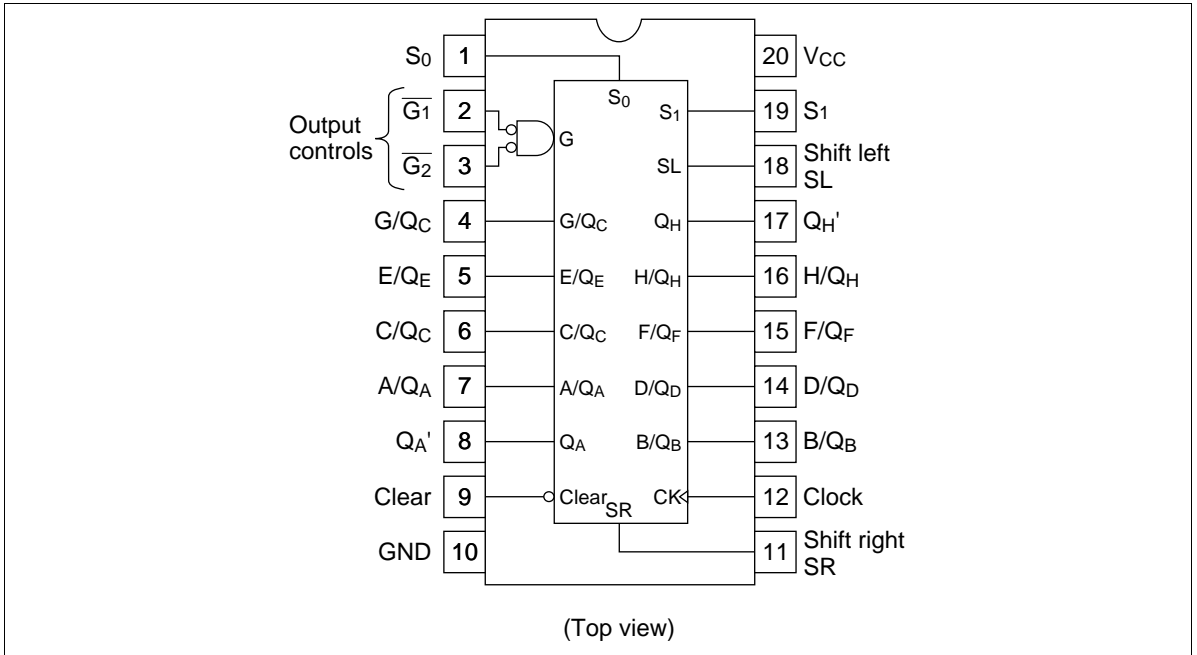 S0 1
Output controls
G1 2
G2 3
G/QC 4
E/QE 5
C/QC 6
A/QA 7
QA' 8
Clear 9
GND 10
S0
G
G/QC
E/QE
C/QC
A/QA
QA
Clear
SR
S1
SL
QH
H/QH
F/QF
D/QD
B/QB
CK
20 VCC
19 S1
18 Shift left
SL
17 QH'
16 H/QH
15 F/QF
14 D/QD
13 B/QB
12 Clock
11 Shift right
SR
(Top view)